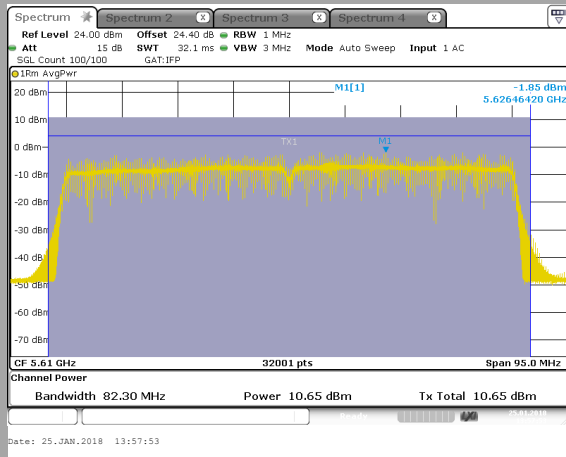 Spectrum Spectrum 2 X Spectrum 3 X Spectrum 4 X
Ref Level 24.00 dBm Offset 24.40 dB RBW 1 MHz
Att 15 dB SWT 32.1 ms VBW 3 MHz Mode Auto Sweep Input 1 AC
SGL Count 100/100 GAT:IFP
1Rm AvgPwr
M1[1] -1.85 dBm
5.62646420 GHz
20 dBm
10 dBm
0 dBm
TX1 M1
-10 dBm
-20 dBm
-30 dBm
-40 dBm
-50 dBm
-60 dBm
-70 dBm
CF 5.61 GHz 32001 pts Span 95.0 MHz
Channel Power
Bandwidth 82.30 MHz Power 10.65 dBm Tx Total 10.65 dBm
25.01.2018
Date: 25.JAN.2018 13:57:53